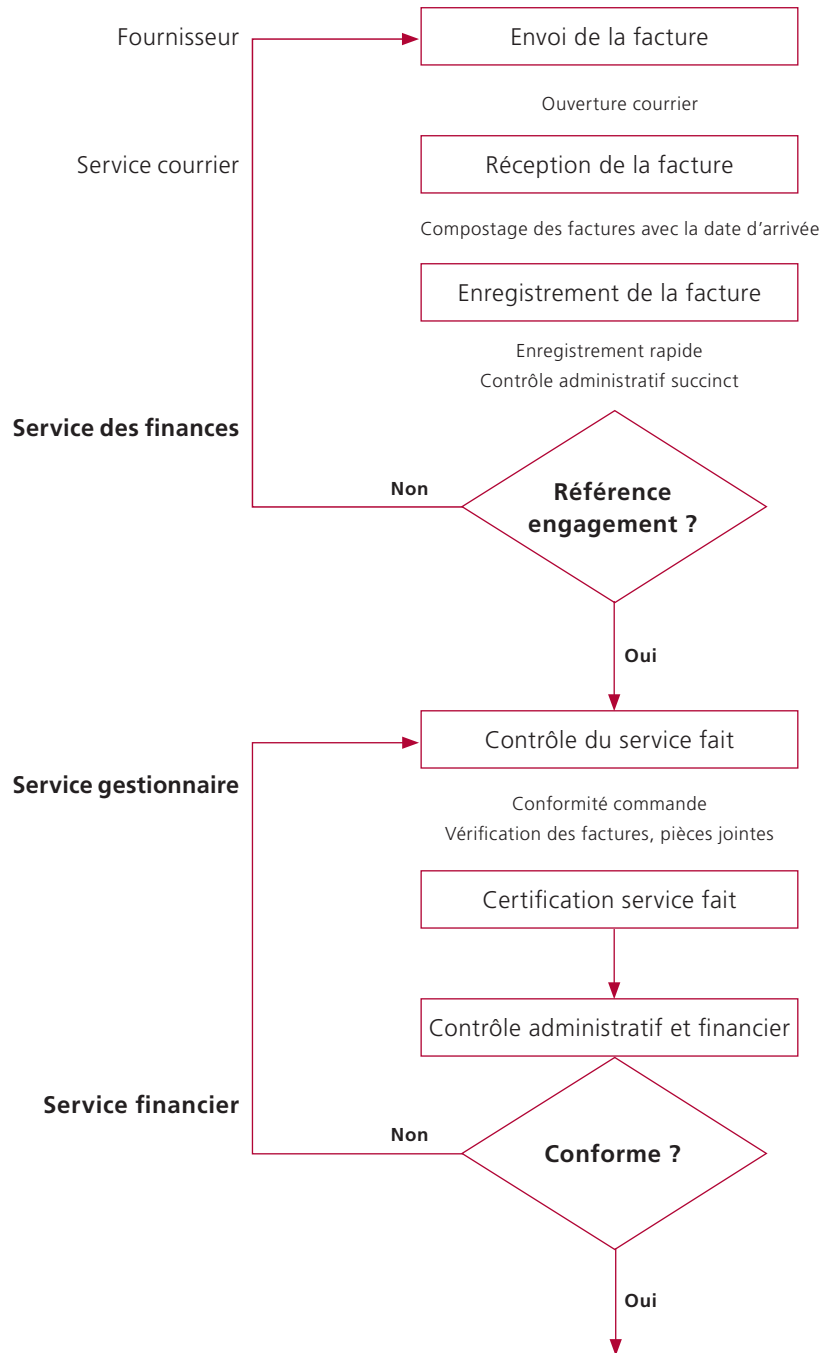 Fournisseur
Envoi de la facture
Ouverture courrier
Service courrier
Réception de la facture
Compostage des factures avec la date d’arrivée
Enregistrement de la facture
Enregistrement rapide
Contrôle administratif succinct
Service des finances
Non
Référence
engagement ?
Oui
Contrôle du service fait
Service gestionnaire
Conformité commande
Vérification des factures, pièces jointes
Certification service fait
Contrôle administratif et financier
Service financier
Non
Conforme ?
Oui